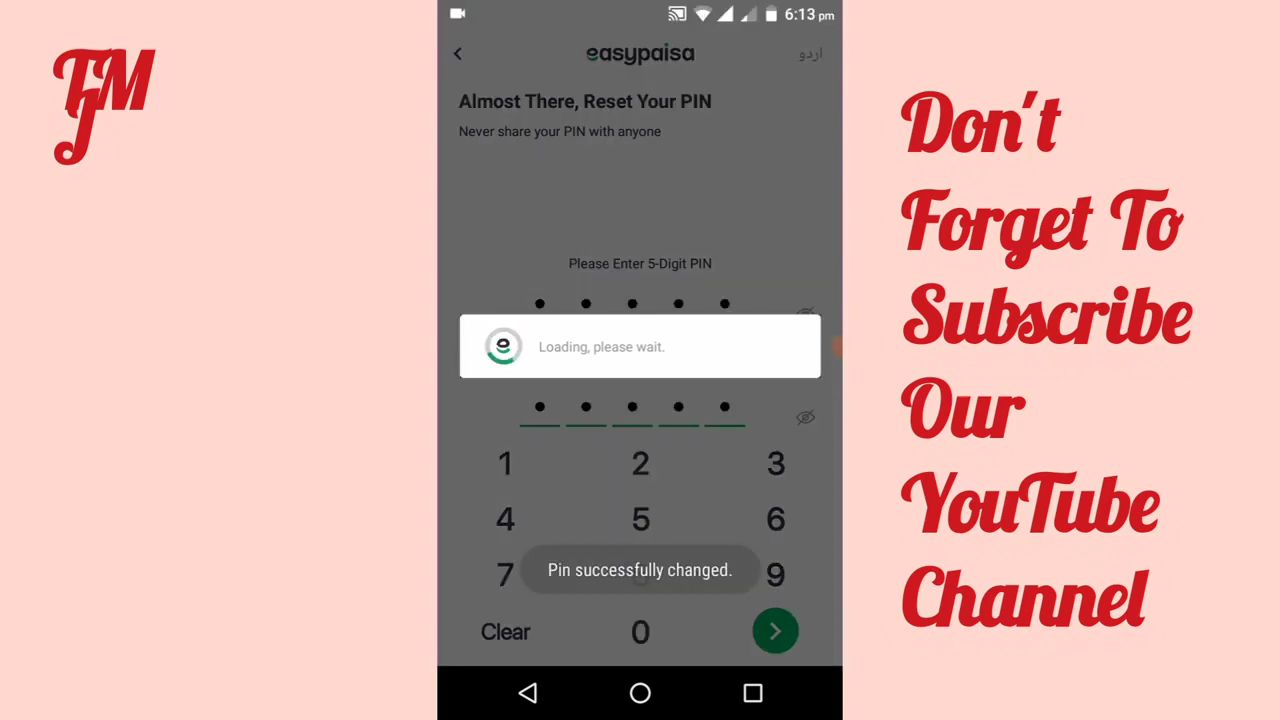 TM
J
6:13 pm
easypaisa
اردو
Almost There, Reset Your PIN
Never share your PIN with anyone
Please Enter 5-Digit PIN
Loading, please wait.
1 2 3
4 5 6
7 9
Pin successfully changed.
Clear 0
Don't
Forget To
Subscribe
Our
YouTube
Channel